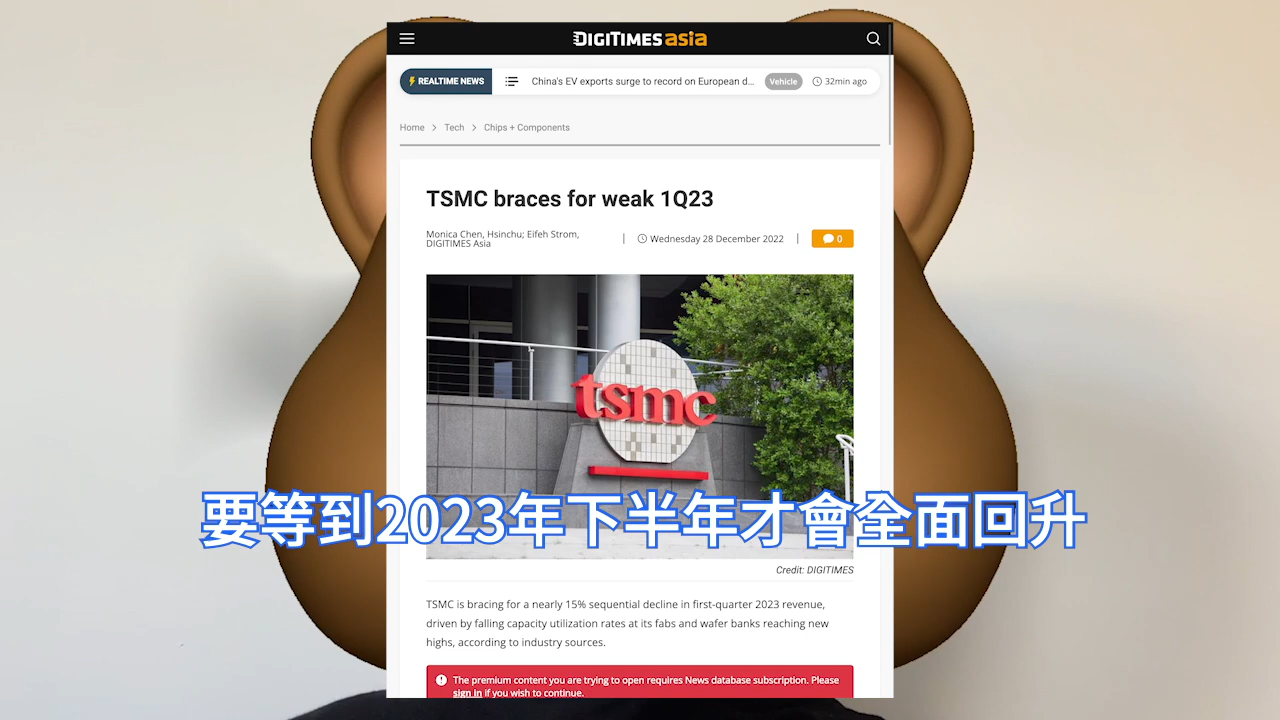 DIGITIMES asia
REALTIME NEWS China's EV exports surge to record on European d... Vehicle 32min ago
Home > Tech > Chips + Components
TSMC braces for weak 1Q23
Monica Chen, Hsinchu; Eifeh Strom,
DIGITIMES Asia | Wednesday 28 December 2022 | 0
tsmc
要等到2023年下半年才會全面回升
Credit: DIGITIMES
TSMC is bracing for a nearly 15% sequential decline in first-quarter 2023 revenue,
driven by falling capacity utilization rates at its fabs and wafer banks reaching new
highs, according to industry sources.
The premium content you are trying to open requires News database subscription. Please
sign in if you wish to continue.